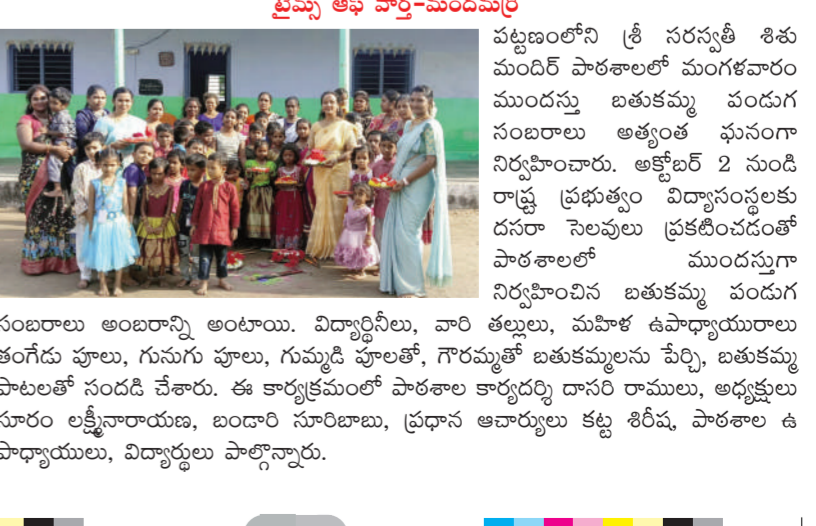 టైమ్స్ ఆఫ్ వార్త-మందమర్రి
పట్టణంలోని శ్రీ సరస్వతీ శిశు
మందిర్ పాఠశాలలో మంగళవారం
ముందస్తు బతుకమ్మ పండుగ
సంబరాలు అత్యంత ఘనంగా
నిర్వహించారు. అక్టోబర్ 2 నుండి
రాష్ట్ర ప్రభుత్వం విద్యాసంస్థలకు
దసరా సెలవులు ప్రకటించడంతో
పాఠశాలలో ముందస్తుగా
నిర్వహించిన బతుకమ్మ పండుగ
సంబరాలు అంబరాన్ని అంటాయి. విద్యార్థినీలు, వారి తల్లులు, మహిళ ఉపాధ్యాయురాలు
తంగేడు పూలు, గునుగు పూలు, గుమ్మడి పూలతో, గౌరమ్మతో బతుకమ్మలను పేర్చి, బతుకమ్మ
పాటలతో సందడి చేశారు. ఈ కార్యక్రమంలో పాఠశాల కార్యదర్శి దాసరి రాములు, అధ్యక్షులు
సూరం లక్ష్మీనారాయణ, బండారి సూరిబాబు, ప్రధాన ఆచార్యులు కట్ట శిరీష, పాఠశాల ఉ
పాధ్యాయులు, విద్యార్థులు పాల్గొన్నారు.